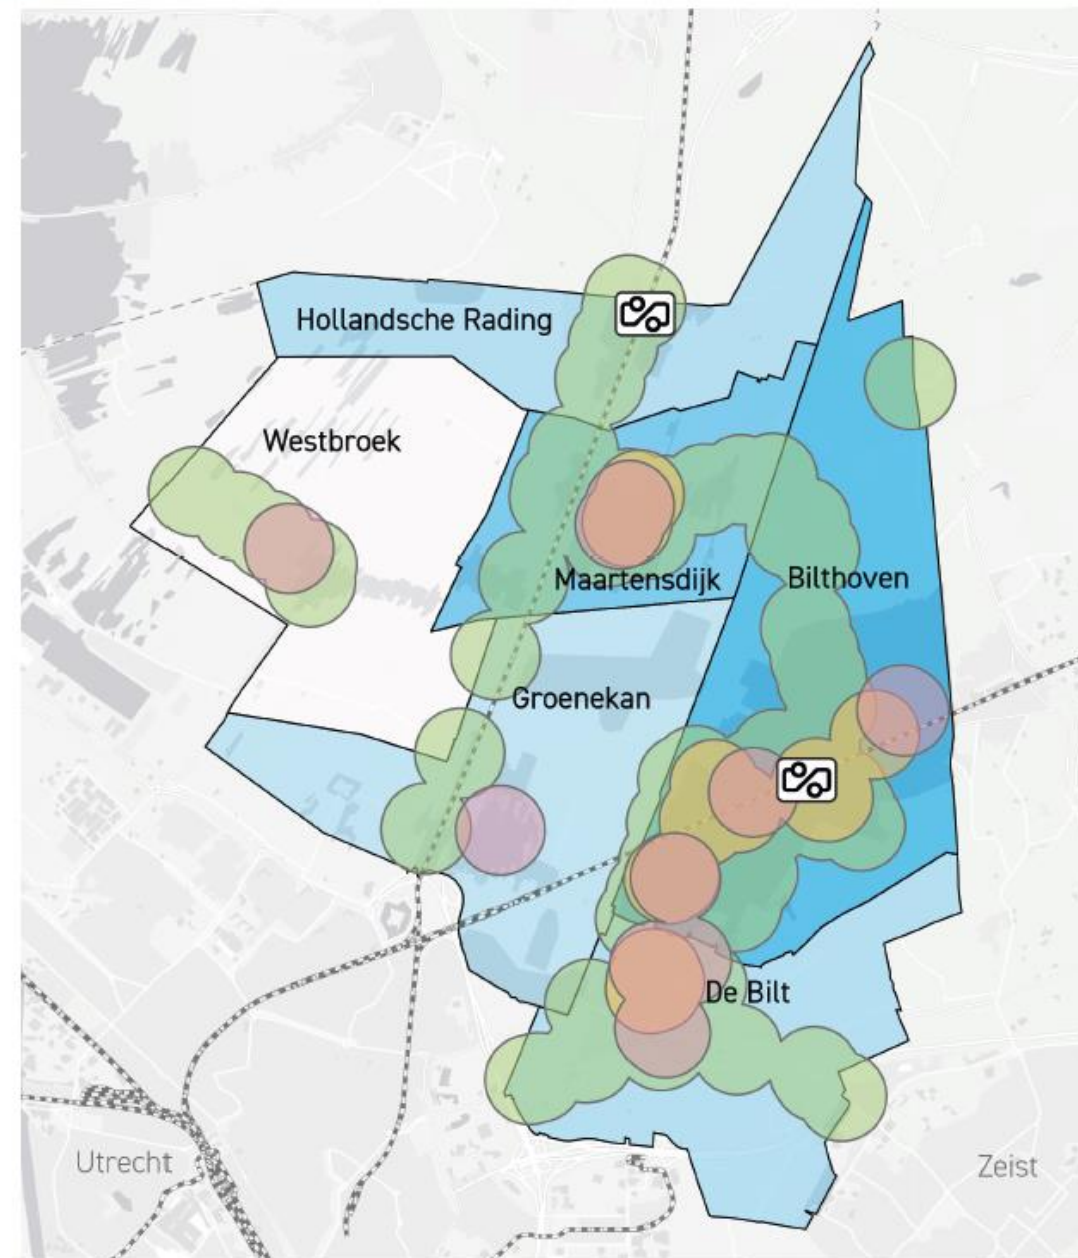 Hollandsche Rading
Westbroek
Maartensdijk
Bilthoven
Groenekan
De Bilt
Utrecht
Zeist